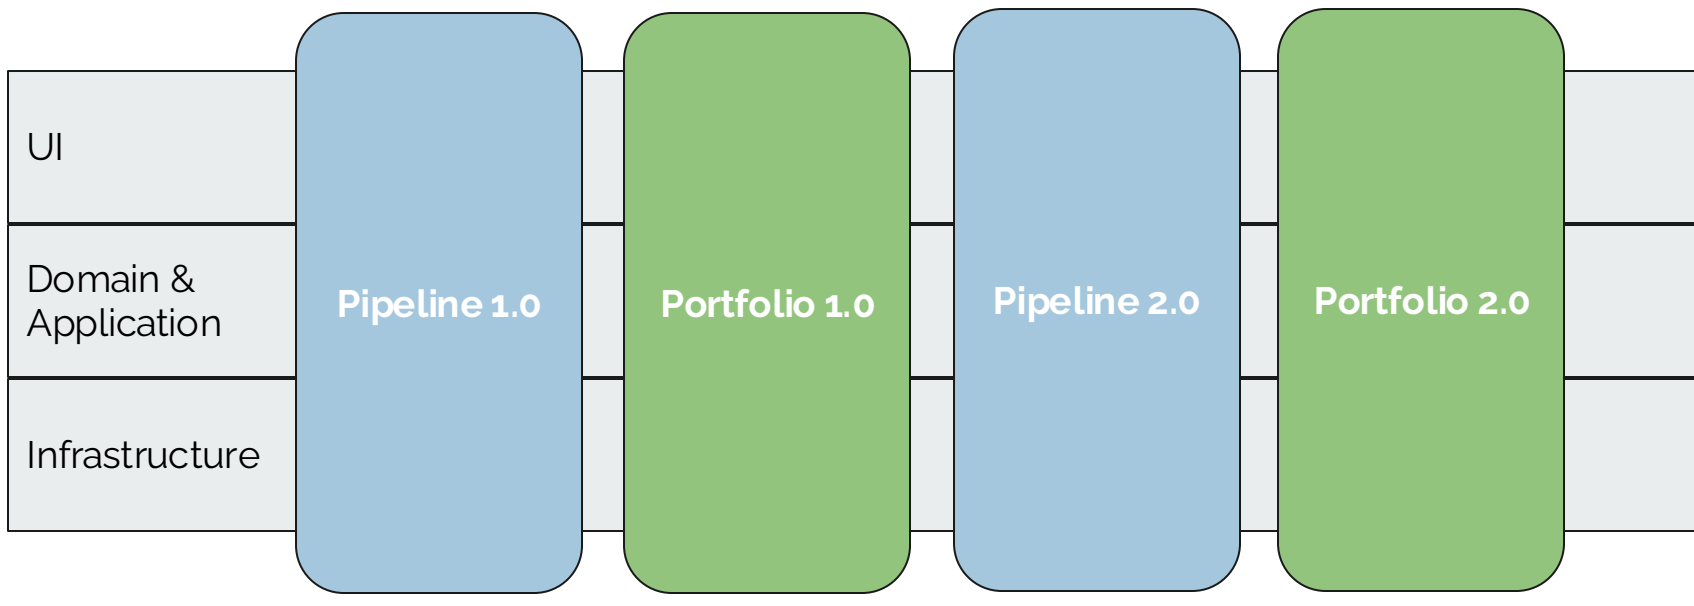 UI
Domain &
Application
Infrastructure
Pipeline 1.0
Portfolio 1.0
Pipeline 2.0
Portfolio 2.0